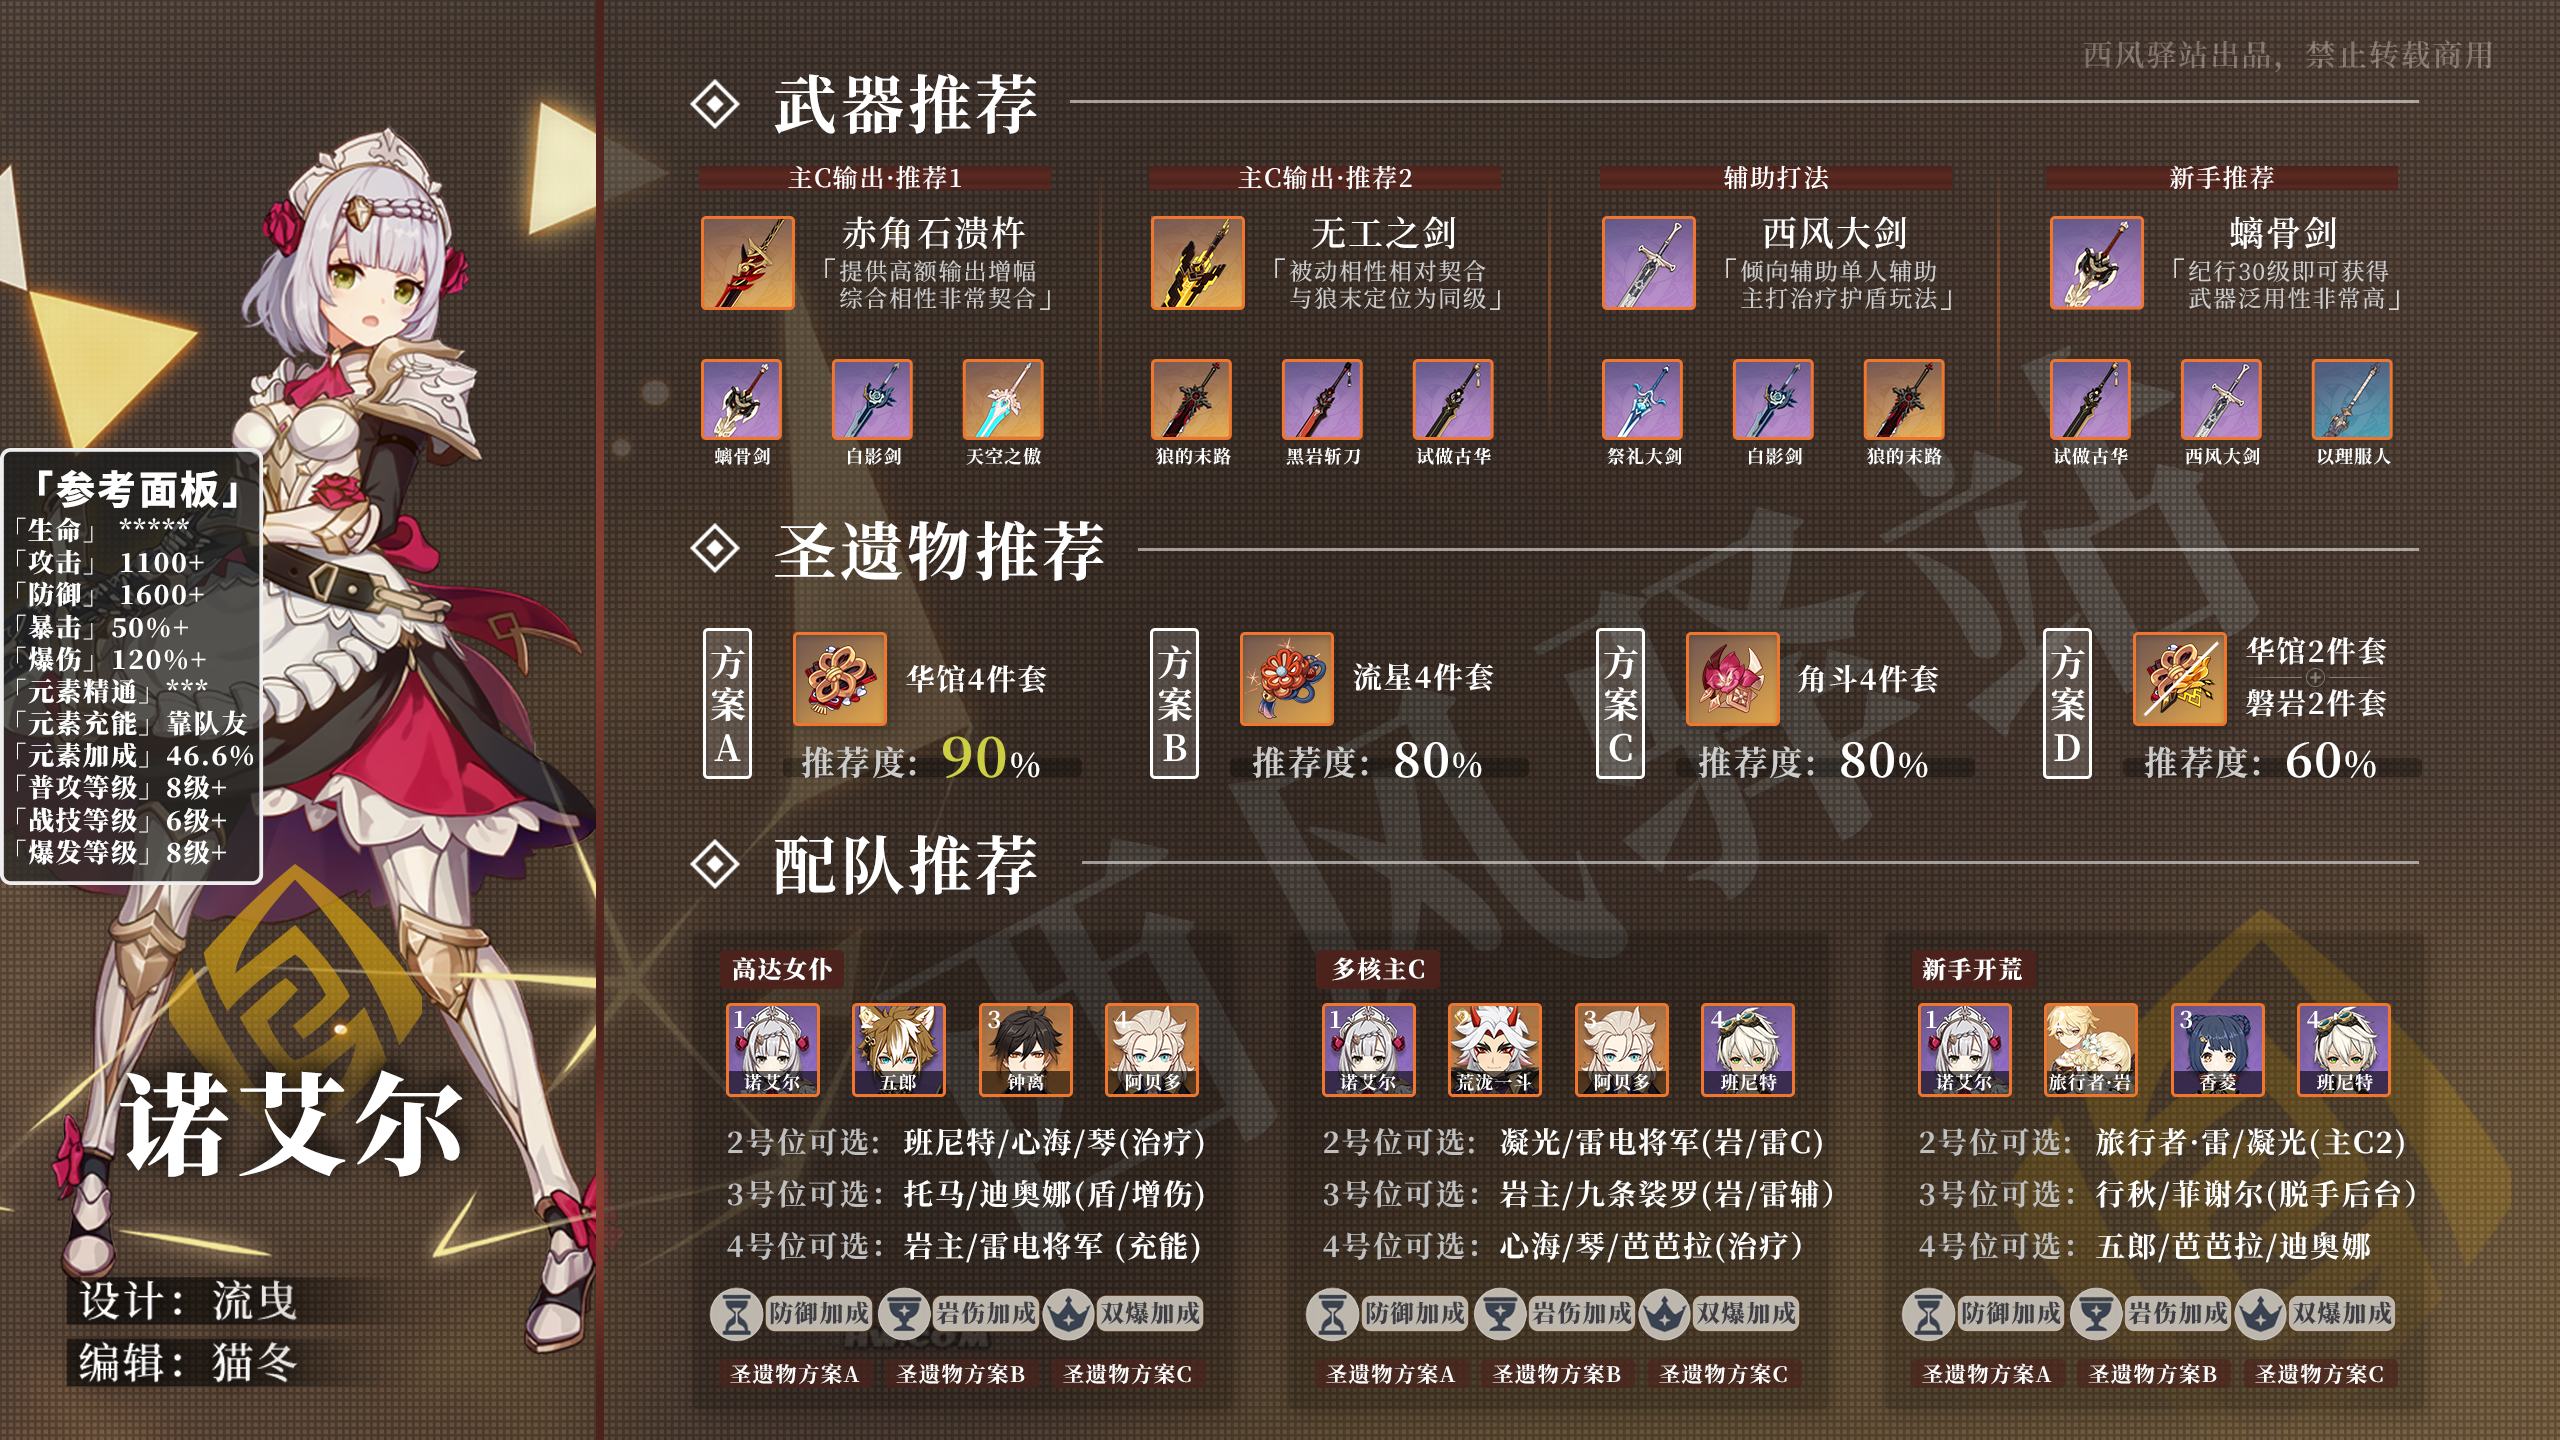 西风驿站出品，禁止转载商用
武器推荐
主C输出·推荐1
赤角石溃杵
「提供高额输出增幅
综合相性非常契合」
螭骨剑
白影剑
天空之傲
主C输出·推荐2
无工之剑
「被动相性相对契合
与狼末定位为同级」
狼的末路
黑岩斩刀
试做古华
辅助打法
西风大剑
「倾向辅助单人辅助
主打治疗护盾玩法」
祭礼大剑
白影剑
狼的末路
新手推荐
螭骨剑
「纪行30级即可获得
武器泛用性非常高」
试做古华
西风大剑
以理服人
「参考面板」
「生命」 *****
「攻击」 1100+
「防御」 1600+
「暴击」50%+
「爆伤」120%+
「元素精通」***
「元素充能」靠队友
「元素加成」46.6%
「普攻等级」8级+
「战技等级」6级+
「爆发等级」8级+
诺艾尔
设计：流曳
编辑：猫冬
圣遗物推荐
方案A
华馆4件套
推荐度：90%
方案B
流星4件套
推荐度：80%
方案C
角斗4件套
推荐度：80%
方案D
华馆2件套
磐岩2件套
推荐度：60%
配队推荐
高达女仆
1 诺艾尔
五郎
3 钟离
4 阿贝多
2号位可选：班尼特/心海/琴(治疗)
3号位可选：托马/迪奥娜(盾/增伤)
4号位可选：岩主/雷电将军 (充能)
防御加成 岩伤加成 双爆加成
圣遗物方案A 圣遗物方案B 圣遗物方案C
多核主C
1 诺艾尔
2 荒泷一斗
3 阿贝多
4 班尼特
2号位可选：凝光/雷电将军(岩/雷C)
3号位可选：岩主/九条裟罗(岩/雷辅）
4号位可选：心海/琴/芭芭拉(治疗）
防御加成 岩伤加成 双爆加成
圣遗物方案A 圣遗物方案B 圣遗物方案C
新手开荒
1 诺艾尔
旅行者·岩
3 香菱
4 班尼特
2号位可选：旅行者·雷/凝光(主C2)
3号位可选：行秋/菲谢尔(脱手后台）
4号位可选：五郎/芭芭拉/迪奥娜
防御加成 岩伤加成 双爆加成
圣遗物方案A 圣遗物方案B 圣遗物方案C
西风驿站